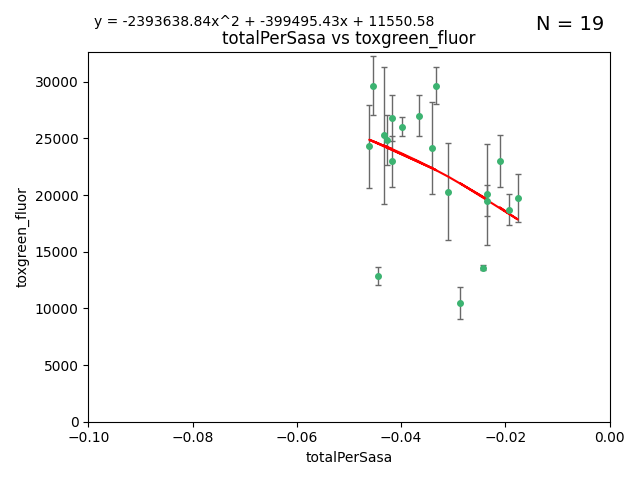 y = -2393638.84x^2 + -399495.43x + 11550.58
N = 19
totalPerSasa vs toxgreen_fluor
30000
25000
20000
15000
10000
5000
0
toxgreen_fluor
−0.10 −0.08 −0.06 −0.04 −0.02 0.00
totalPerSasa